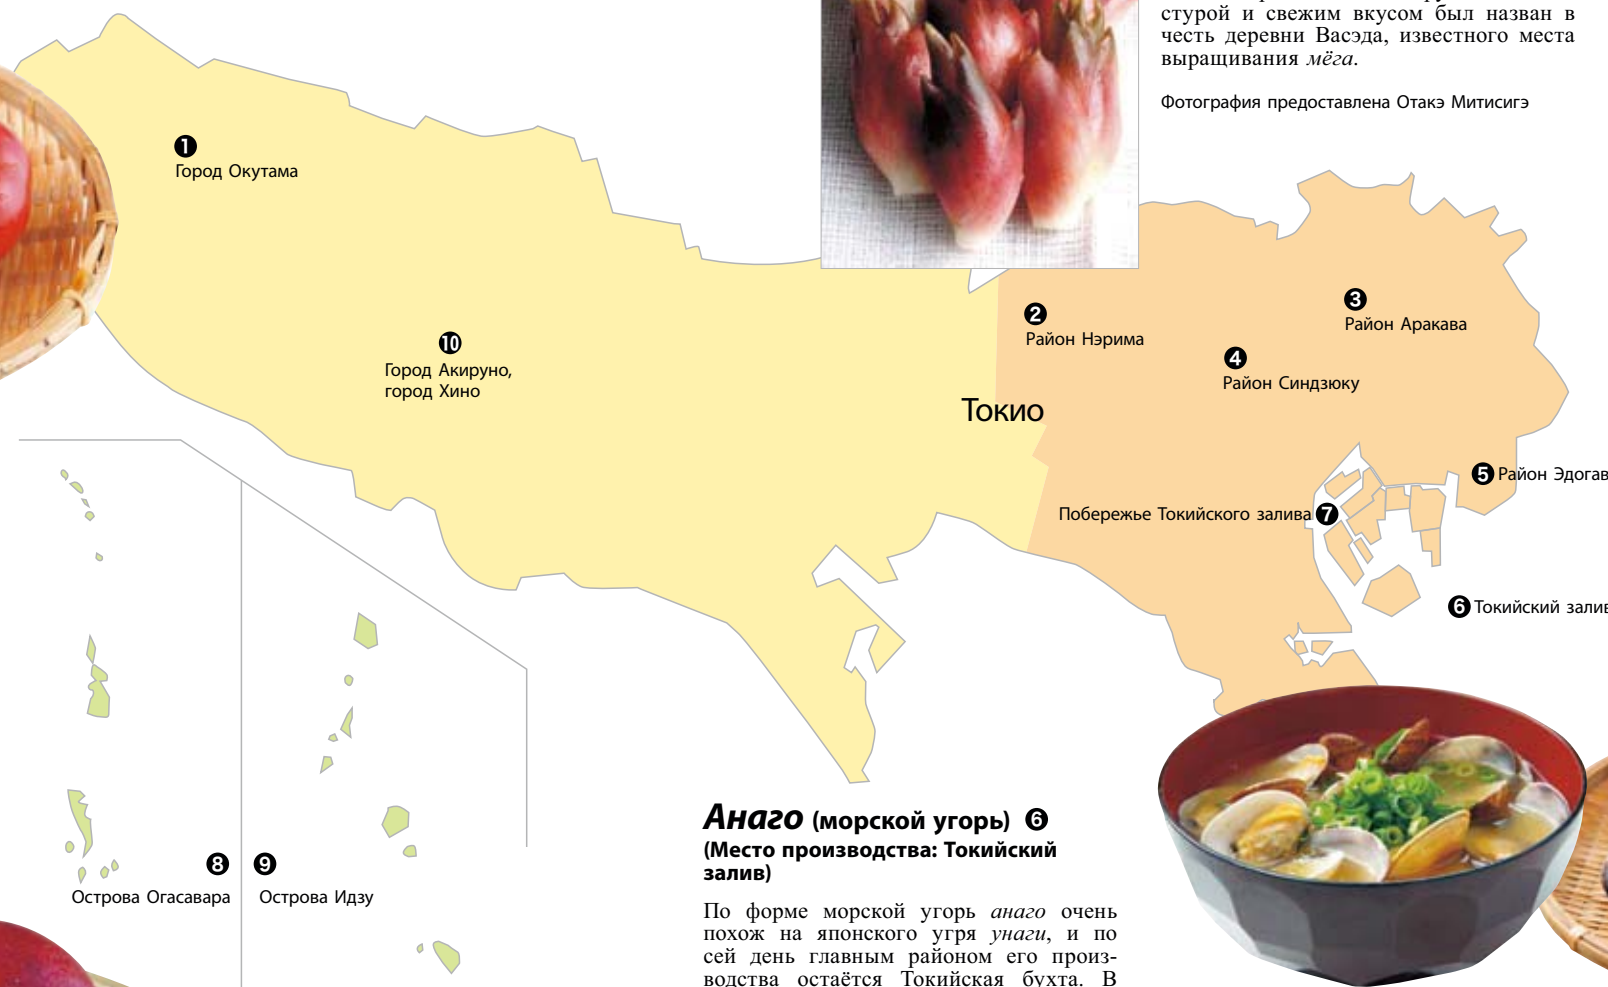 стурой и свежим вкусом был назван в
честь деревни Васэда, известного места
выращивания мёга.
Фотография предоставлена Отакэ Митисигэ
❶
Город Окутама
❷
Район Нэрима
❸
Район Аракава
❹
Район Синдзюку
❿
Город Акируно,
город Хино
Токио
❺ Район Эдогав
Побережье Токийского залива ❼
❻ Токийский залив
❽
Острова Огасавара
❾
Острова Идзу
Анаго (морской угорь) ❻
(Место производства: Токийский
залив)
По форме морской угорь анаго очень
похож на японского угря унаги, и по
сей день главным районом его произ-
водства остаётся Токийская бухта. В